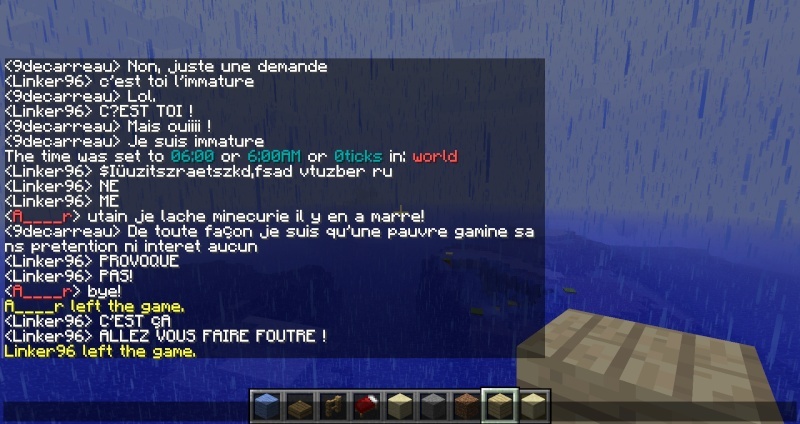 <9decarreau> Non, juste une demande
<Linker96> c'est toi l'immature
<9decarreau> Lol.
<Linker96> C?EST TOI !
<9decarreau> Mais ouiiii !
<9decarreau> Je suis immature
The time was set to 06:00 or 6:00AM or 0ticks in: world
<Linker96> $Iüuzitszraetszkd,fsad vtuzber ru
<Linker96> NE
<Linker96> ME
<A____r> utain je lache minecurie il y en a marre!
<9decarreau> De toute façon je suis qu'une pauvre gamine sa
ns pretention ni interet aucun
<Linker96> PROVOQUE
<Linker96> PAS!
<A____r> bye!
A____r left the game.
<Linker96> C'EST çA
<Linker96> ALLEZ VOUS FAIRE FOUTRE !
Linker96 left the game.